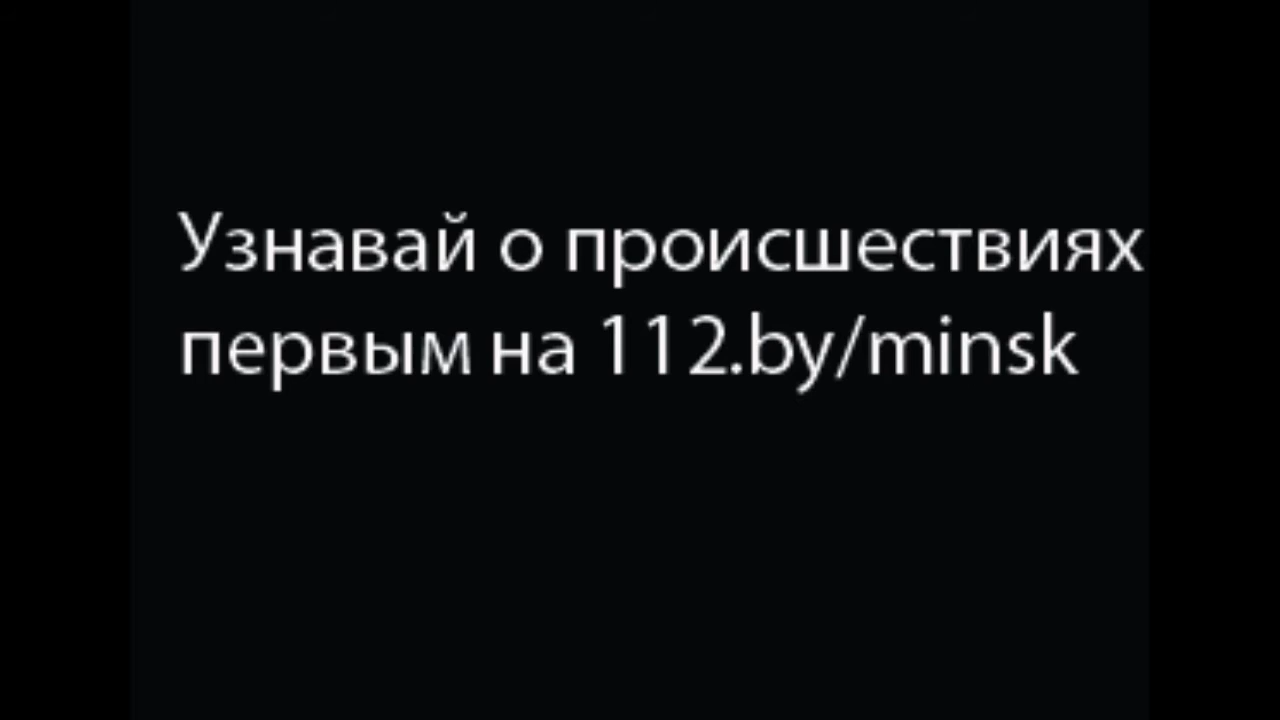 Узнавай о происшествиях
первым на 112.by/minsk